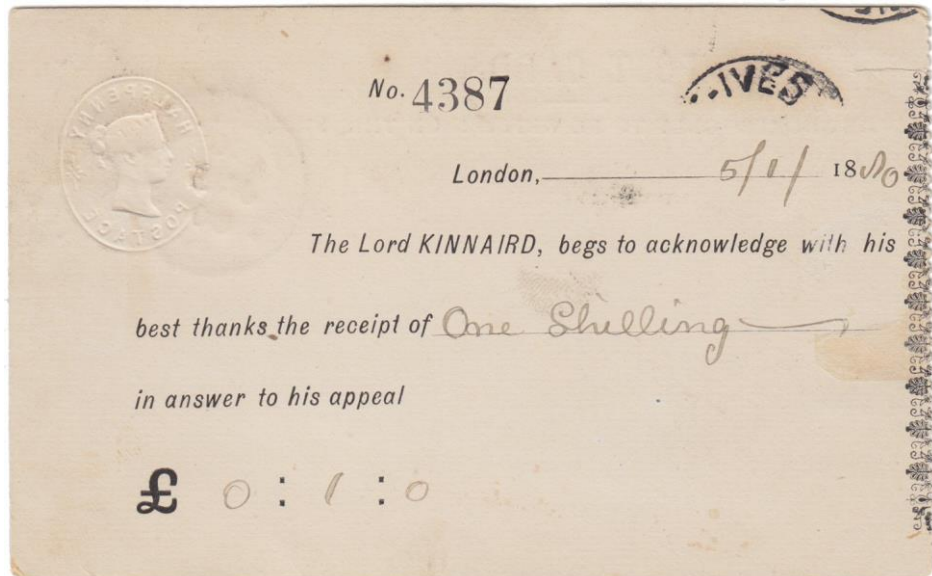 IVES
No. 4387
HALFPENNY
POSTAGE
London, 5/1/ 1880
The Lord KINNAIRD, begs to acknowledge with his
best thanks the receipt of One Shilling
in answer to his appeal
£ 0 : 1 : 0